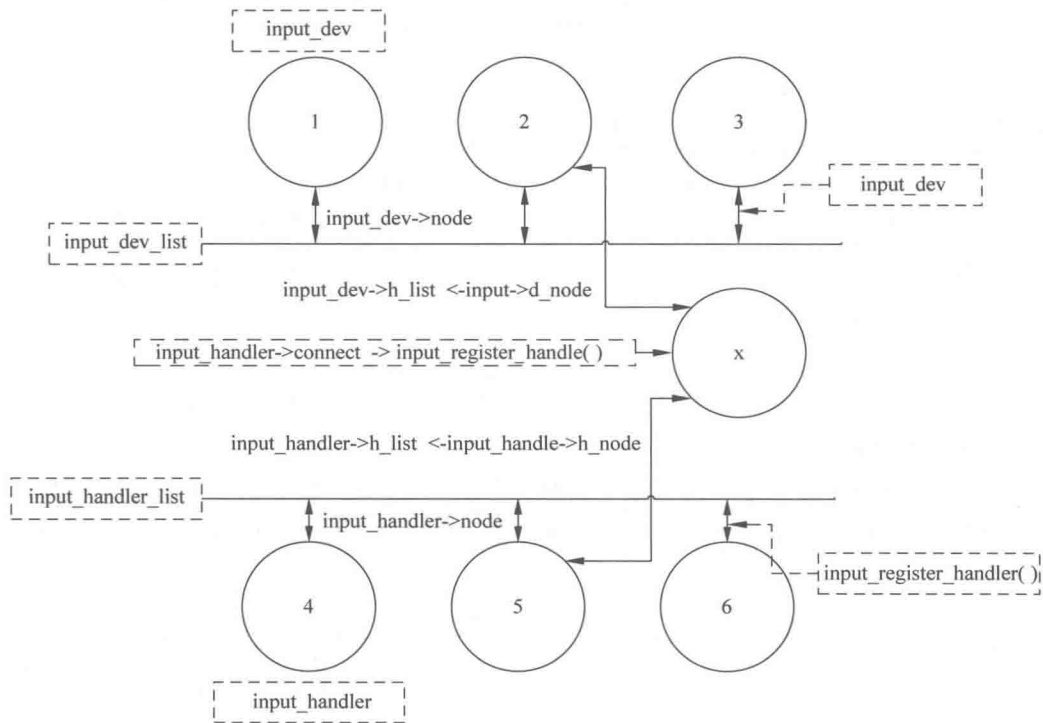 input_dev
1
2
3
input_dev
input_dev->node
input_dev_list
input_dev->h_list <-input->d_node
input_handler->connect -> input_register_handle( )
x
input_handler->h_list <-input_handle->h_node
input_handler_list
input_handler->node
input_register_handler( )
4
5
6
input_handler